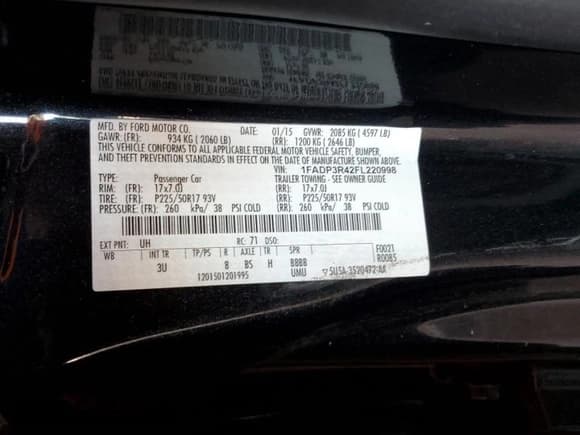 MFD. BY FORD MOTOR CO. DATE: 01/15 GVWR: 2085 KG ( 4597 LB)
GAWR: (FR): 934 KG ( 2060 LB) (RR): 1200 KG ( 2646 LB)
THIS VEHICLE CONFORMS TO ALL APPLICABLE FEDERAL MOTOR VEHICLE SAFETY, BUMPER, AND
THEFT PREVENTION STANDARDS IN EFFECT ON THE DATE OF MANUFACTURE SHOWN ABOVE.
VIN: 1FADP3R42FL220998
TYPE: Passenger Car TRAILER TOWING - SEE OWNER GUIDE
RIM: (FR) 17x7.0J (RR) 17x7.0J
TIRE: (FR) P225/50R17 93V (RR) P225/50R17 93V
PRESSURE: (FR) 260 kPa/ 38 PSI COLD (RR) 260 kPa/ 38 PSI COLD
EXT PNT: UH RC: 71 DSO: F0021
WB INT TR TP/PS R AXLE TR SPR R0085
3U 8 BS H BBBB
1201501201995 UMU 5U5A-3520472-AA